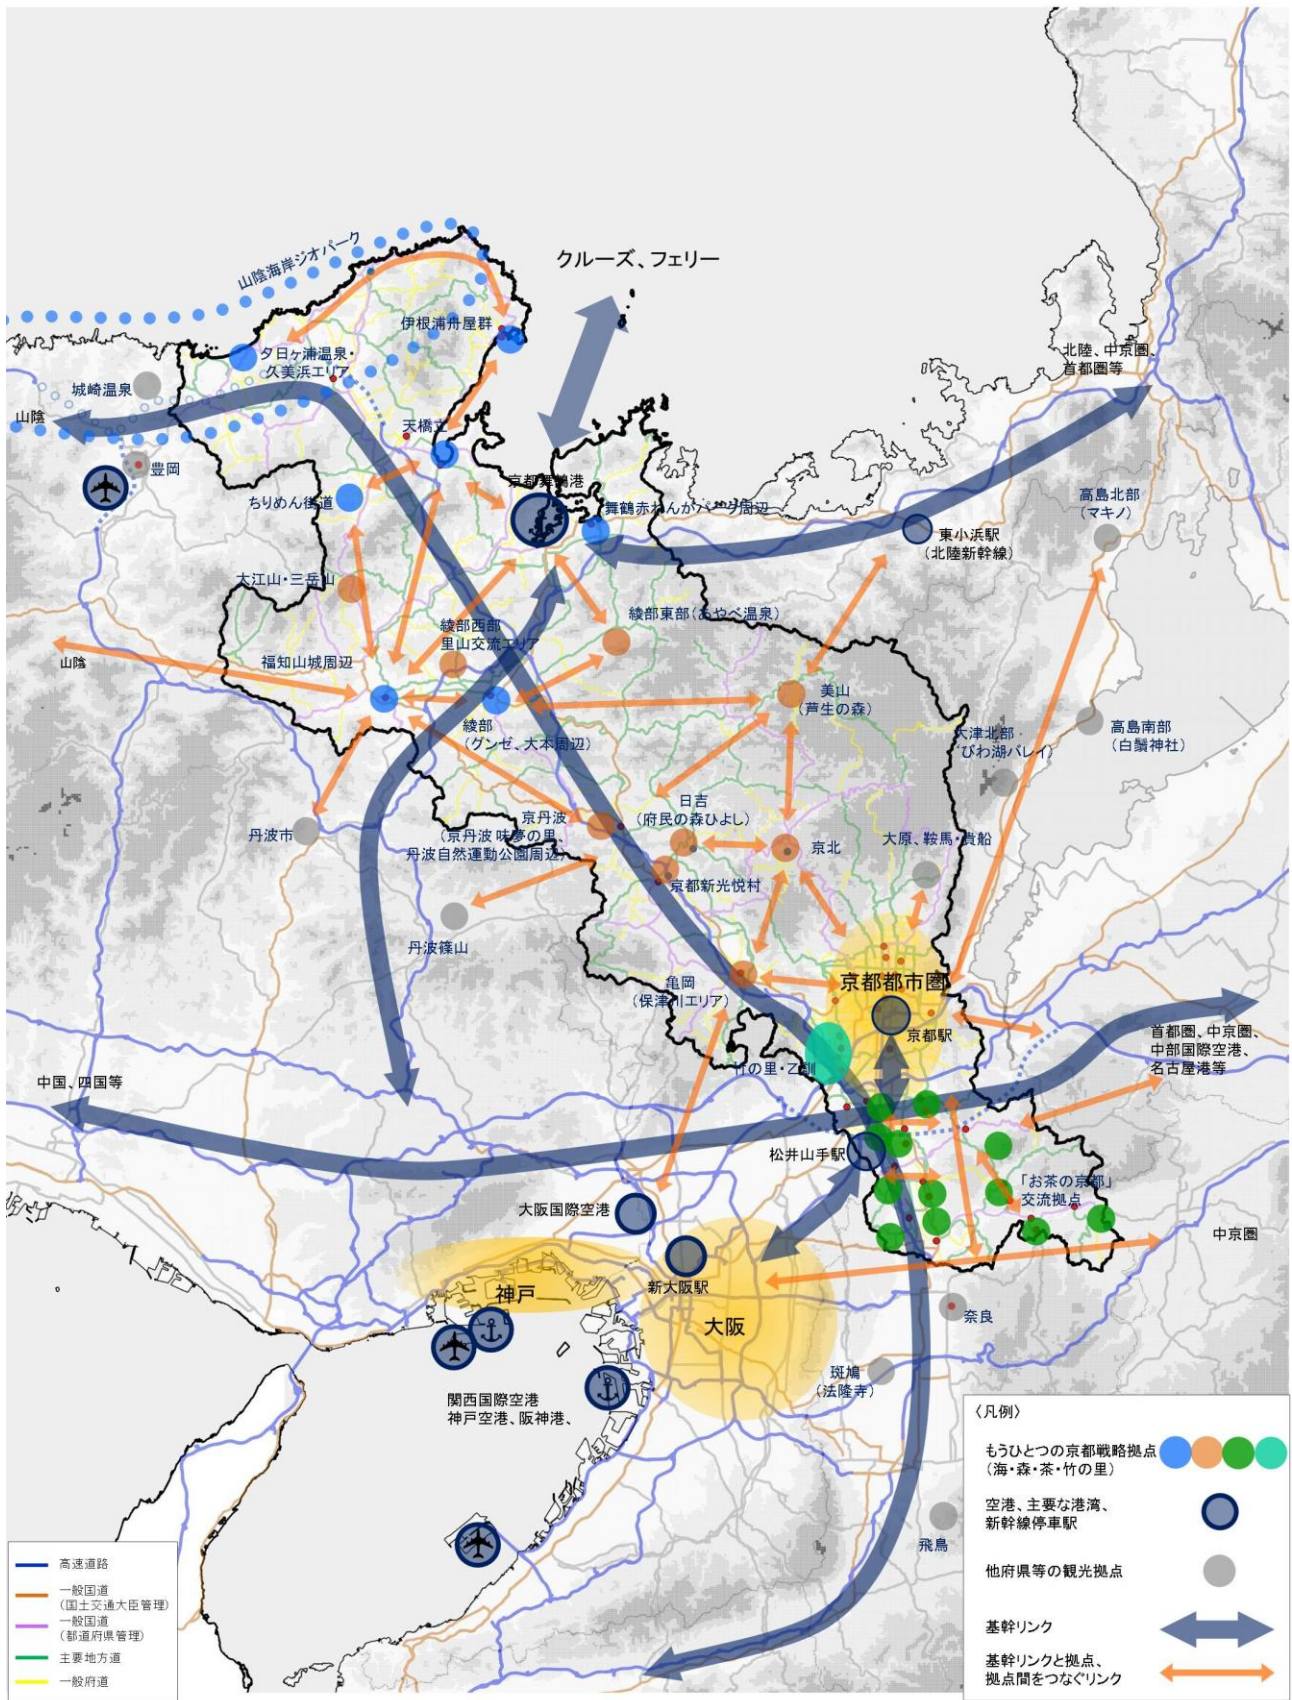 山陰海岸ジオパーク
クルーズ、フェリー
伊根浦舟屋群
夕日ヶ浦温泉・
久美浜エリア
北陸、中京圏、
首都圏等
城崎温泉
山陰
天橋立
豊岡
京都舞鶴港
ちりめん街道
舞鶴赤れんがパーク周辺
高島北部
(マキノ)
東小浜駅
(北陸新幹線)
大江山・三岳山
綾部東部(あやべ温泉)
綾部西部
里山交流エリア
山陰
福知山城周辺
美山
(芦生の森)
綾部
(グンゼ、大本周辺)
大津北部・
びわ湖バレイ)
高島南部
(白鬚神社)
日吉
(府民の森ひよし)
丹波市
京丹波
(京丹波 味夢の里、
丹波自然運動公園周辺)
京北
大原、鞍馬・貴船
京都新光悦村
丹波篠山
亀岡
(保津川エリア)
京都都市圏
京都駅
首都圏、中京圏、
中部国際空港、
名古屋港等
竹の里・乙訓
中国、四国等
松井山手駅
「お茶の京都」
交流拠点
大阪国際空港
中京圏
新大阪駅
神戸
大阪
奈良
斑鳩
(法隆寺)
関西国際空港
神戸空港、阪神港、
飛鳥
〈凡例〉
もうひとつの京都戦略拠点
(海・森・茶・竹の里)
空港、主要な港湾、
新幹線停車駅
他府県等の観光拠点
基幹リンク
基幹リンクと拠点、
拠点間をつなぐリンク
高速道路
一般国道
(国土交通大臣管理)
一般国道
(都道府県管理)
主要地方道
一般府道